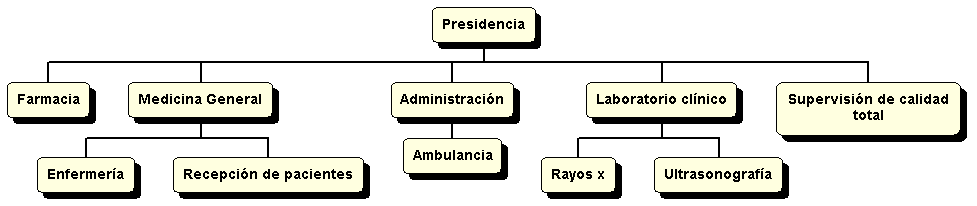 Presidencia
Farmacia
Medicina General
Administración
Laboratorio clínico
Supervisión de calidad
total
Enfermería
Recepción de pacientes
Ambulancia
Rayos x
Ultrasonografía